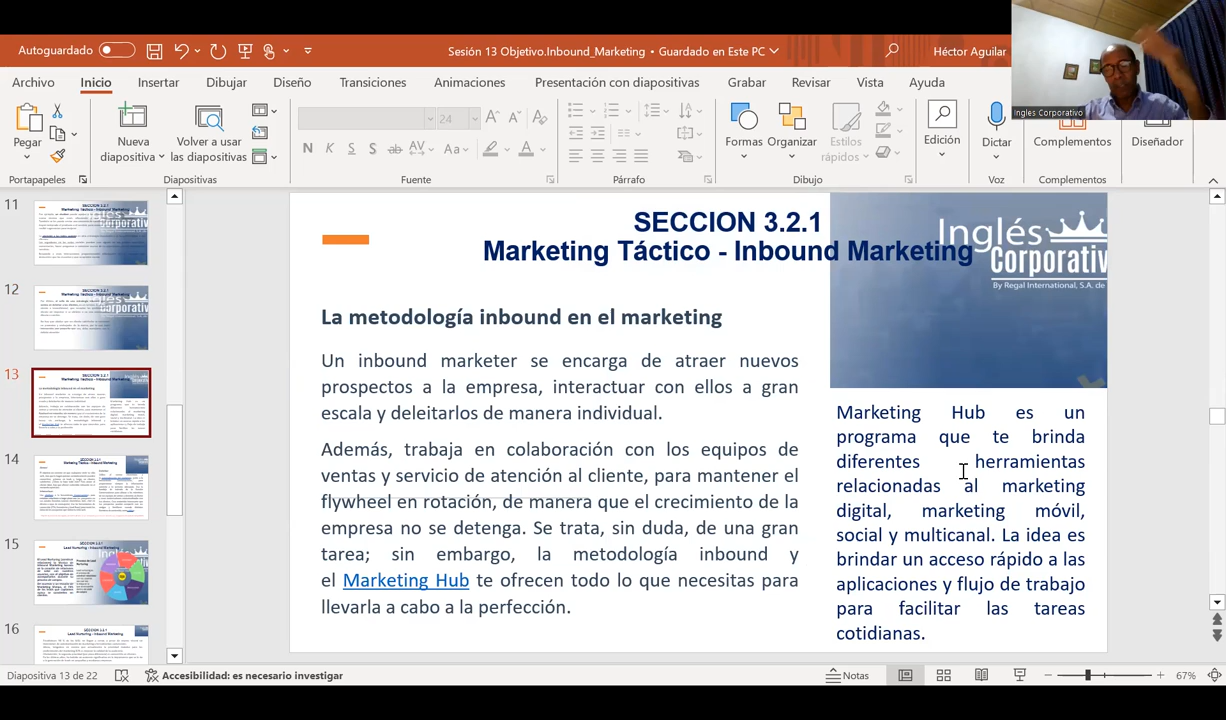 Autoguardado
Sesión 13 Objetivo.Inbound_Marketing • Guardado en Este PC
Héctor Aguilar
Ingles Corporativo
Archivo Inicio Insertar Dibujar Diseño Transiciones Animaciones Presentación con diapositivas Grabar Revisar Vista Ayuda
24
Pegar
Nueva diapositiva
Volver a usar las diapositivas
N K S S ab AV Aa A
Formas
Organizar
Estilos rápidos
Edición
Dictar
Complementos
Diseñador
Portapapeles
Diapositivas
Fuente
Párrafo
Dibujo
Voz
Complementos
11
12
13
14
15
16
SECCION 3.2.1
Marketing Táctico - Inbound Marketing
Inglés
Corporativ
By Regal International, S.A. de
La metodología inbound en el marketing
Un inbound marketer se encarga de atraer nuevos
prospectos a la empresa, interactuar con ellos a gran
escala y deleitarlos de manera individual.
Además, trabaja en colaboración con los equipos de
ventas y servicio de atención al cliente, para mantener el
flywheel en rotación, de manera que el crecimiento de la
empresa no se detenga. Se trata, sin duda, de una gran
tarea; sin embargo, la metodología inbound y
el Marketing Hub te ofrecen todo lo que necesitas para
llevarla a cabo a la perfección.
Marketing Hub es un
programa que te brinda
diferentes herramientas
relacionadas al marketing
digital, marketing móvil,
social y multicanal. La idea es
brindar un acceso rápido a las
aplicaciones y flujo de trabajo
para facilitar las tareas
cotidianas.
Diapositiva 13 de 22
Accesibilidad: es necesario investigar
Notas
67%